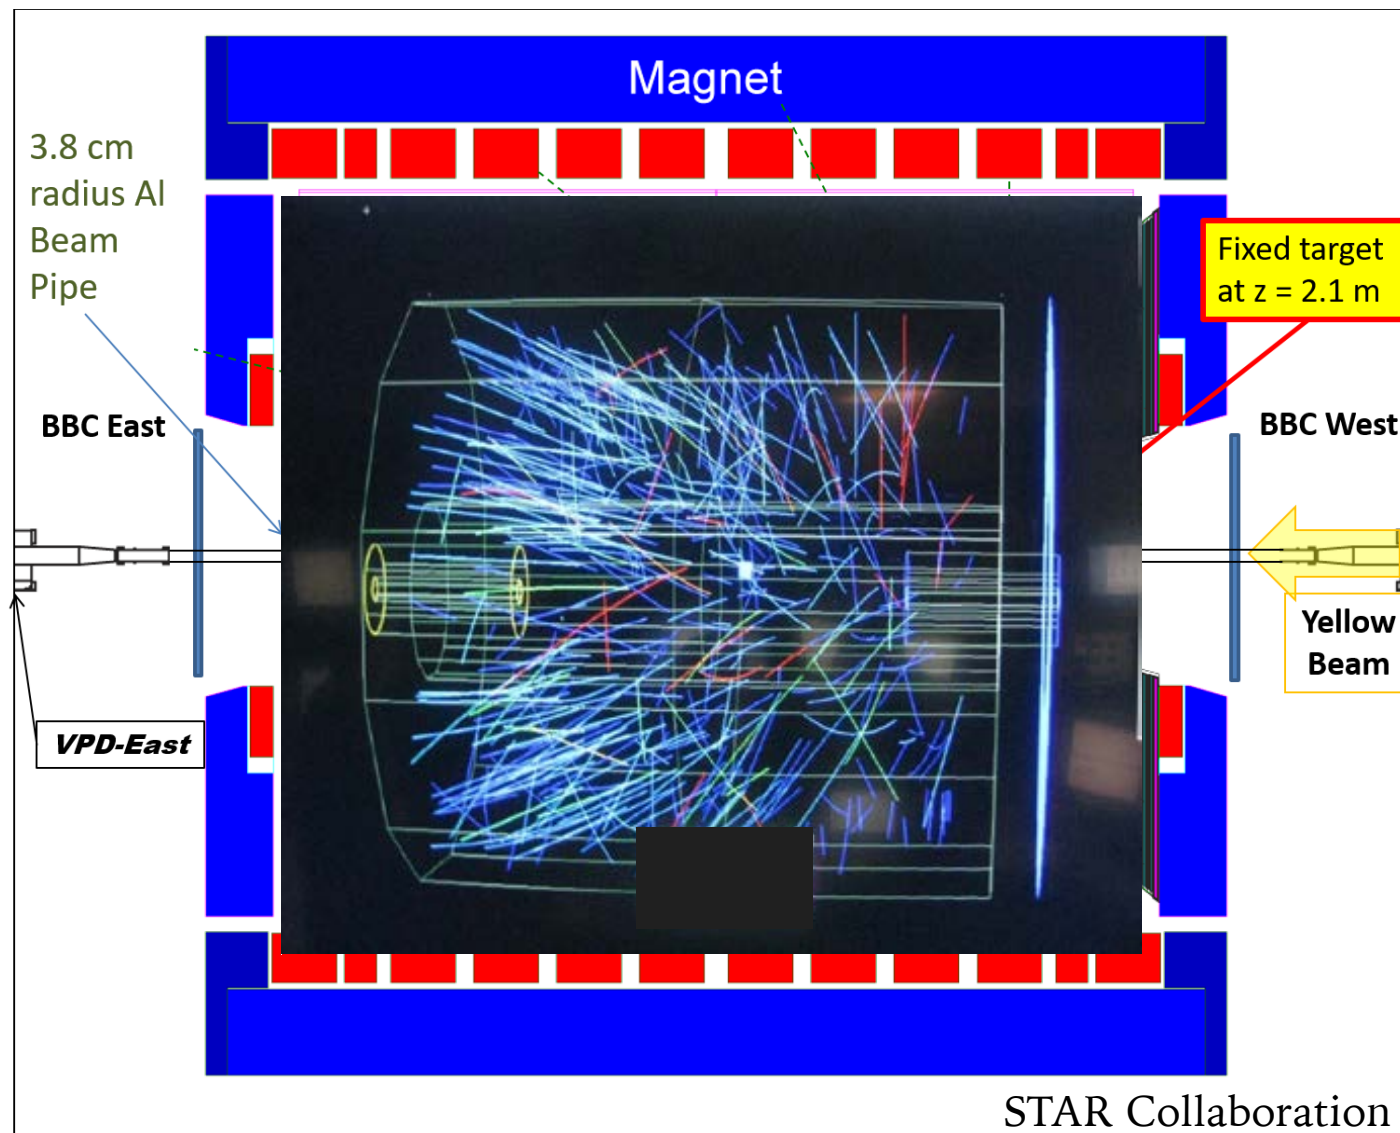 Magnet
3.8 cm
radius Al
Beam
Pipe
Fixed target
at z = 2.1 m
BBC East
BBC West
Yellow
Beam
VPD-East
STAR Collaboration